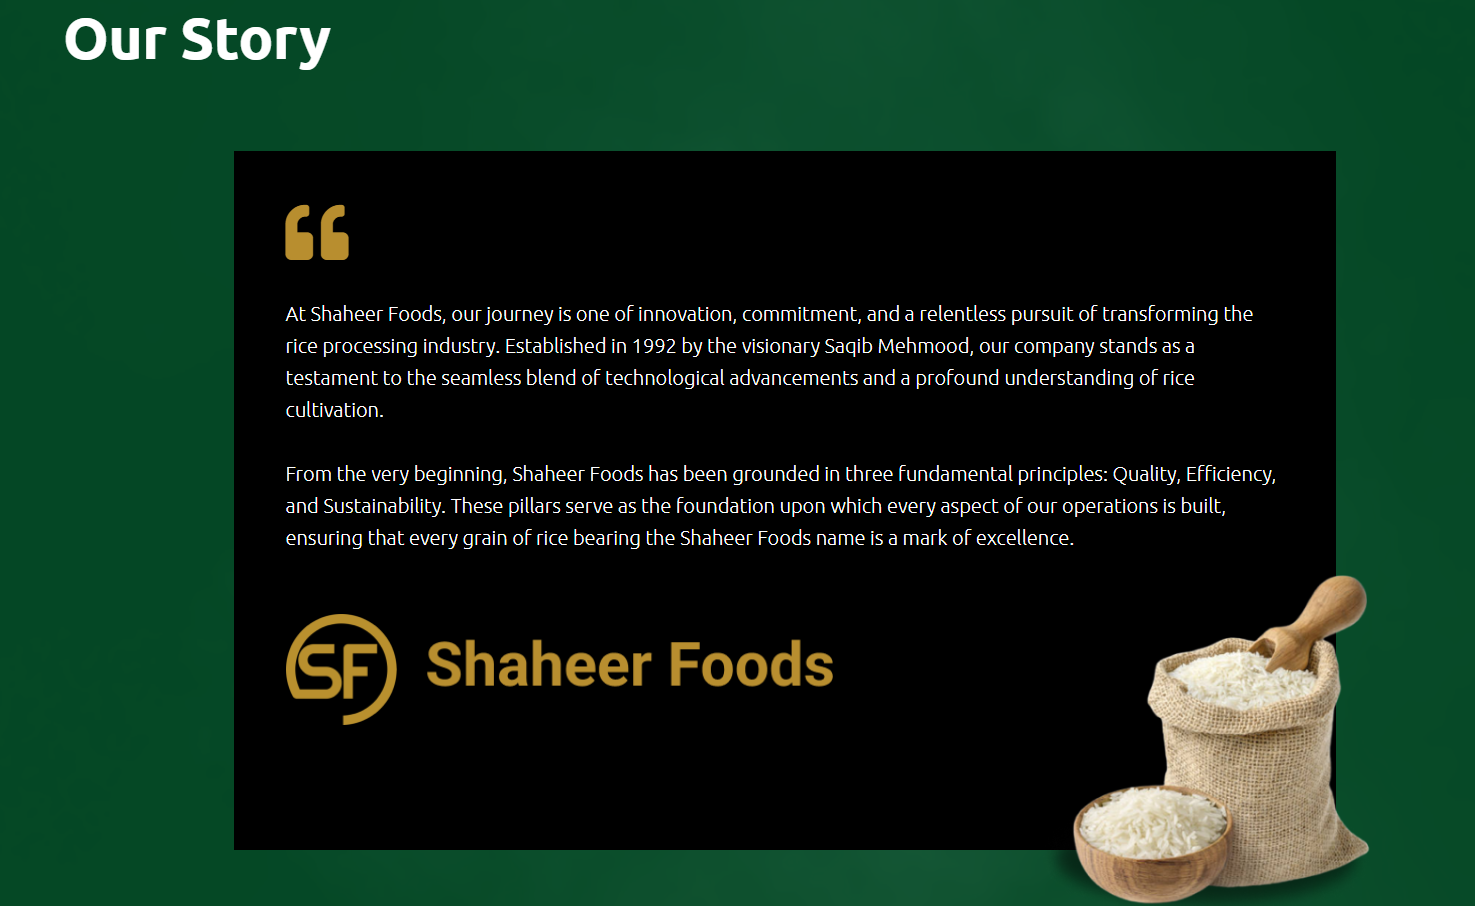 Our Story
At Shaheer Foods, our journey is one of innovation, commitment, and a relentless pursuit of transforming the
rice processing industry. Established in 1992 by the visionary Saqib Mehmood, our company stands as a
testament to the seamless blend of technological advancements and a profound understanding of rice
cultivation.
From the very beginning, Shaheer Foods has been grounded in three fundamental principles: Quality, Efficiency,
and Sustainability. These pillars serve as the foundation upon which every aspect of our operations is built,
ensuring that every grain of rice bearing the Shaheer Foods name is a mark of excellence.
SF Shaheer Foods